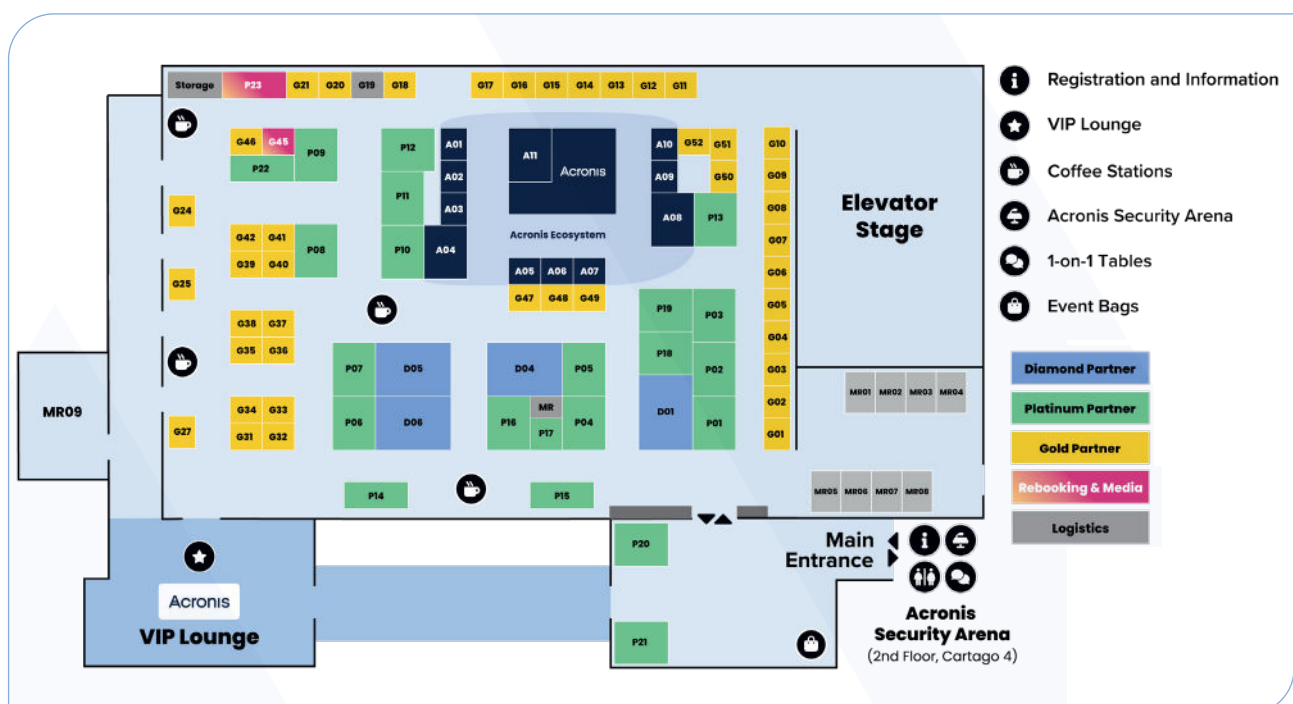 Storage P23 G21 G20 G19 G18 G17 G16 G15 G14 G13 G12 G11
G46 G45 P09
P22
P12 A01
A02
P11 A03
P10 A04
A11 Acronis
Acronis Ecosystem
A10 G52 G51
A09 G50
A08 P13
G10
G09
G08
G07
G06
G05
G04
G03
G02
G01
Elevator
Stage
G24
G25
G27
G42 G41 P08
G39 G40
A05 A06 A07
G47 G48 G49
G38 G37
G35 G36
P19 P03
P18 P02
D01 P01
P07 D05
P06 D06
D04 P05
MR
P16 P17 P04
G34 G33
G31 G32
MR09
MR01 MR02 MR03 MR04
MR05 MR06 MR07 MR08
P14
P15
P20
P21
Main
Entrance
Acronis
VIP Lounge
Acronis
Security Arena
(2nd Floor, Cartago 4)
Registration and Information
VIP Lounge
Coffee Stations
Acronis Security Arena
1-on-1 Tables
Event Bags
Diamond Partner
Platinum Partner
Gold Partner
Rebooking & Media
Logistics